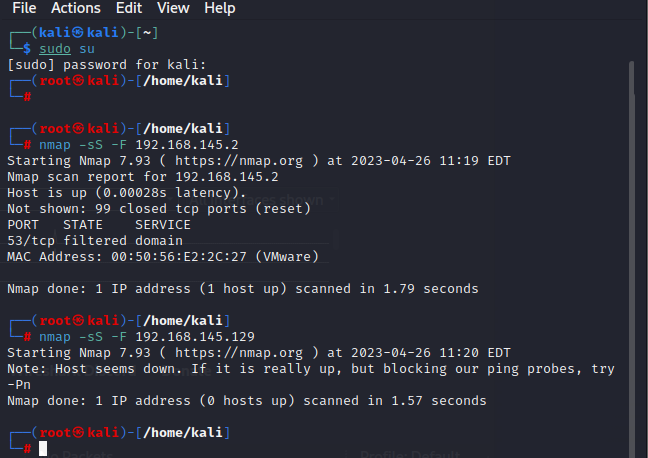 File Actions Edit View Help
┌──(kali㉿kali)-[~]
└─$ sudo su
[sudo] password for kali:
┌──(root㉿kali)-[/home/kali]
└─#
┌──(root㉿kali)-[/home/kali]
└─# nmap -sS -F 192.168.145.2
Starting Nmap 7.93 ( https://nmap.org ) at 2023-04-26 11:19 EDT
Nmap scan report for 192.168.145.2
Host is up (0.00028s latency).
Not shown: 99 closed tcp ports (reset)
PORT   STATE    SERVICE
53/tcp filtered domain
MAC Address: 00:50:56:E2:2C:27 (VMware)
Nmap done: 1 IP address (1 host up) scanned in 1.79 seconds
┌──(root㉿kali)-[/home/kali]
└─# nmap -sS -F 192.168.145.129
Starting Nmap 7.93 ( https://nmap.org ) at 2023-04-26 11:20 EDT
Note: Host seems down. If it is really up, but blocking our ping probes, try
-Pn
Nmap done: 1 IP address (0 hosts up) scanned in 1.57 seconds
┌──(root㉿kali)-[/home/kali]
└─#
Profile: Default